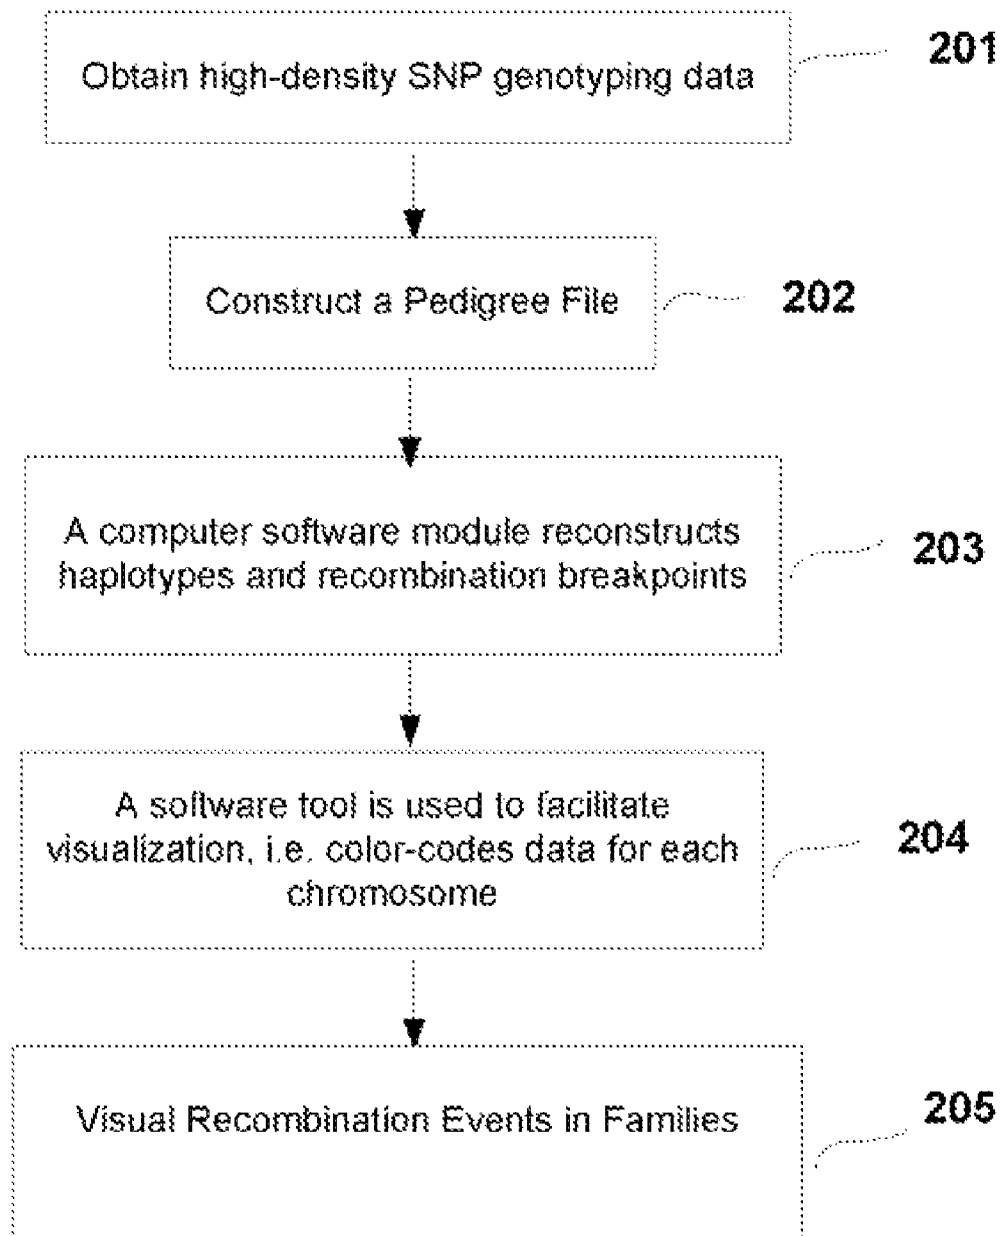 Obtain high-density SNP genotyping data
201
Construct a Pedigree File
202
A computer software module reconstructs
haplotypes and recombination breakpoints
203
A software tool is used to facilitate
visualization, i.e. color-codes data for each
chromosome
204
Visual Recombination Events in Families
205